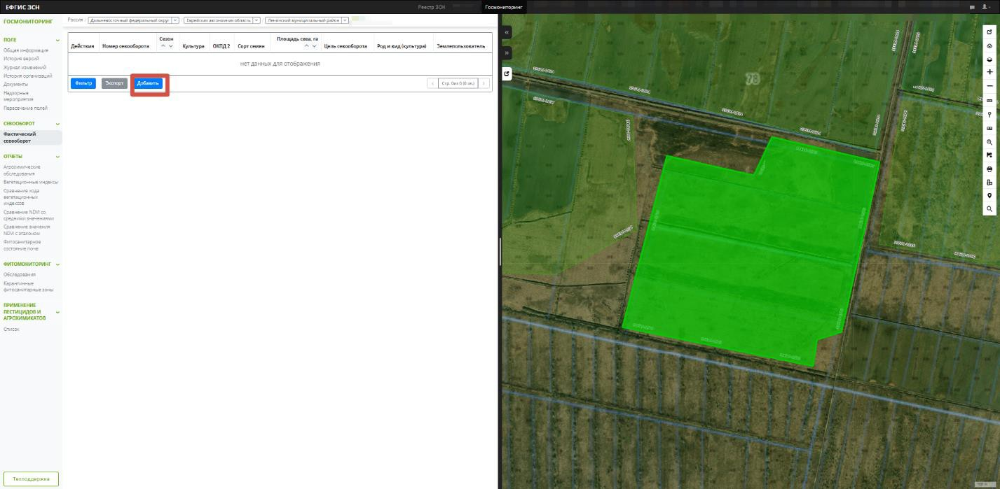 ЕФГИС ЗСН
Реестр ЗСН
Госмониторинг
ГОСМОНИТОРИНГ
ПОЛЕ
Общая информация
История версий
Журнал изменений
История организаций
Документы
Надзорные
мероприятия
Пересечение полей
СЕВООБОРОТ
Фактический
севооборот
ОТЧЕТЫ
Агрохимические
обследования
Вегетационные индексы
Сравнение хода
вегетационных
индексов
Сравнение NDVI со
средними значениями
Сравнение значения
NDVI с эталоном
Фитосанитарное
состояние почв
ФИТОМОНИТОРИНГ
Обследования
Карантинные
фитосанитарные зоны
ПРИМЕНЕНИЕ
ПЕСТИЦИДОВ И
АГРОХИМИКАТОВ
Список
Техподдержка
Россия / Дальневосточный федеральный округ / Еврейская автономная область / Ленинский муниципальный район /
Действия Номер севооборота Сезон Культура ОКПД 2 Сорт семян Площадь сева, га Цель севооборота Род и вид (культура) Землепользователь
нет данных для отображения
Фильтр Экспорт Добавить
Стр. 0 из 0 (0 зп.)
78